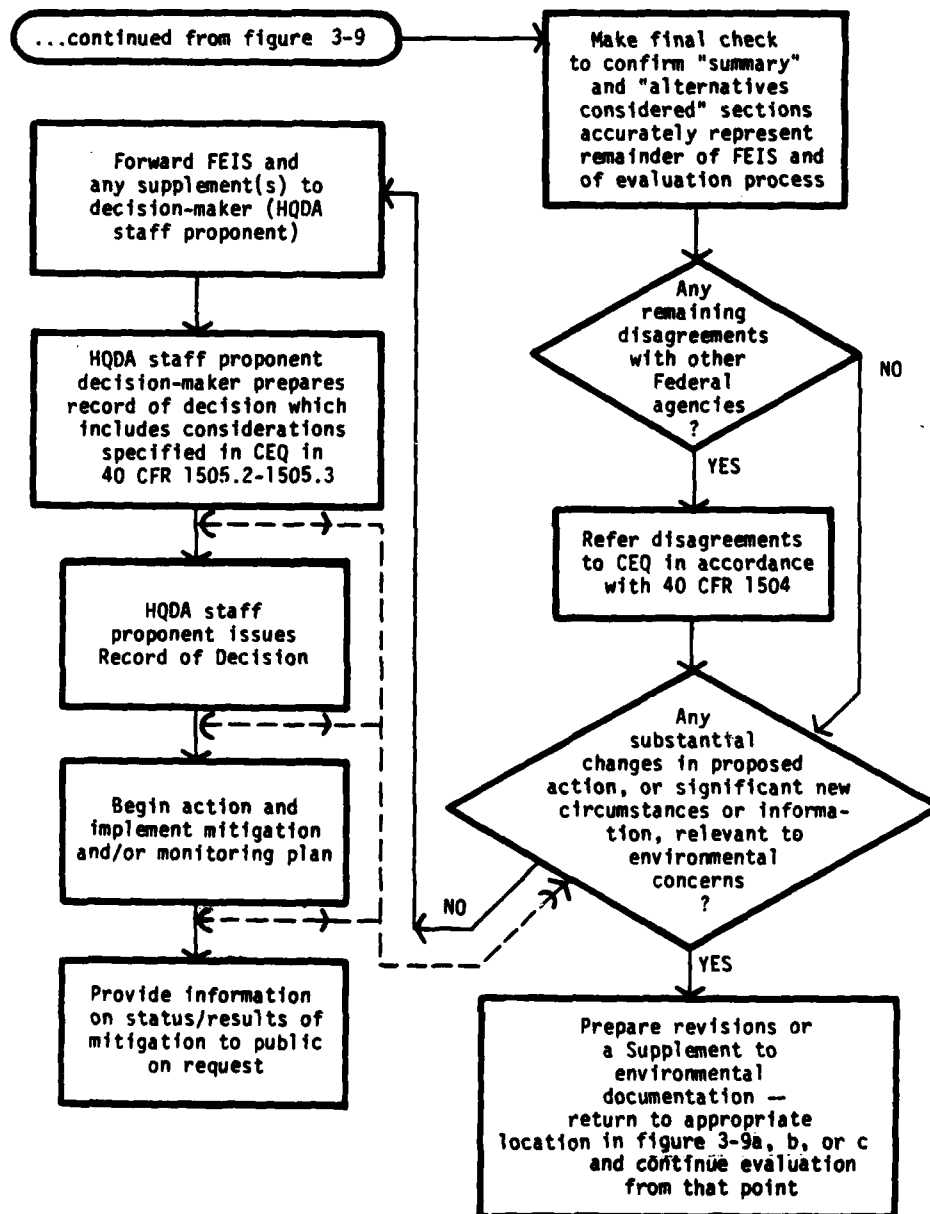 ...continued from figure 3-9
Make final check
to confirm "summary"
and "alternatives
considered" sections
accurately represent
remainder of FEIS and
of evaluation process
Any
remaining
disagreements
with other
Federal
agencies
?
NO
YES
Refer disagreements
to CEQ in accordance
with 40 CFR 1504
Any
substantial
changes in proposed
action, or significant new
circumstances or informa-
tion, relevant to
environmental
concerns
?
NO
YES
Prepare revisions or
a Supplement to
environmental
documentation —
return to appropriate
location in figure 3-9a, b, or c
and continue evaluation
from that point
Forward FEIS and
any supplement(s) to
decision-maker (HQDA
staff proponent)
HQDA staff proponent
decision-maker prepares
record of decision which
includes considerations
specified in CEQ in
40 CFR 1505.2-1505.3
HQDA staff
proponent issues
Record of Decision
Begin action and
implement mitigation
and/or monitoring plan
Provide information
on status/results of
mitigation to public
on request